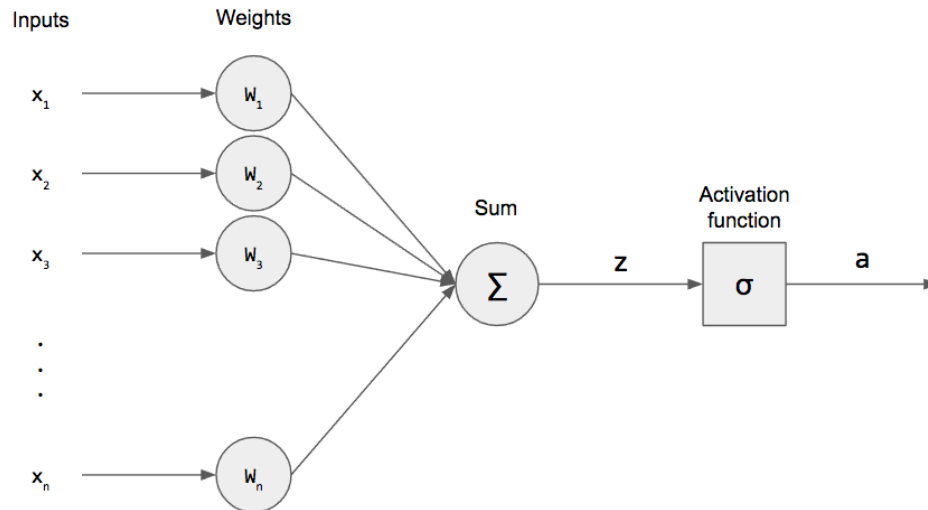 Inputs
Weights
x₁
W₁
x₂
W₂
Sum
Activation
function
x₃
W₃
Σ
z
σ
a
.
.
.
xₙ
Wₙ